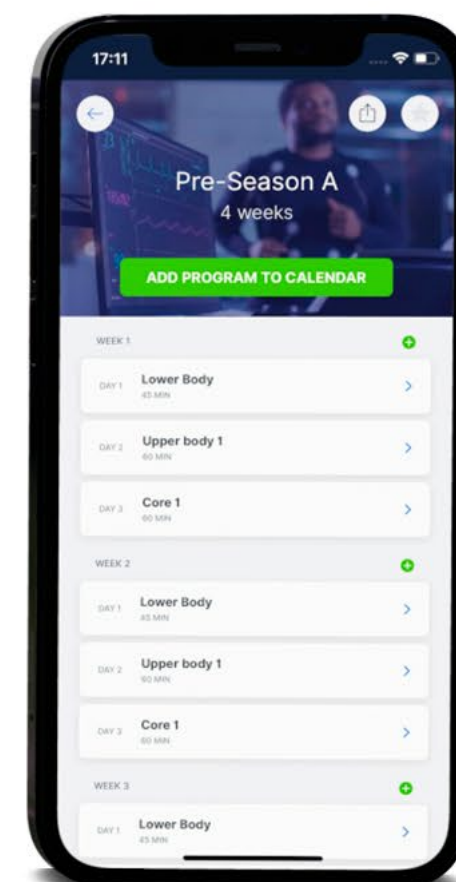 17:11
Pre-Season A
4 weeks
ADD PROGRAM TO CALENDAR
WEEK 1
DAY 1 Lower Body
45 MIN
DAY 2 Upper body 1
60 MIN
DAY 3 Core 1
60 MIN
WEEK 2
DAY 1 Lower Body
45 MIN
DAY 2 Upper body 1
60 MIN
DAY 3 Core 1
60 MIN
WEEK 3
DAY 1 Lower Body
45 MIN